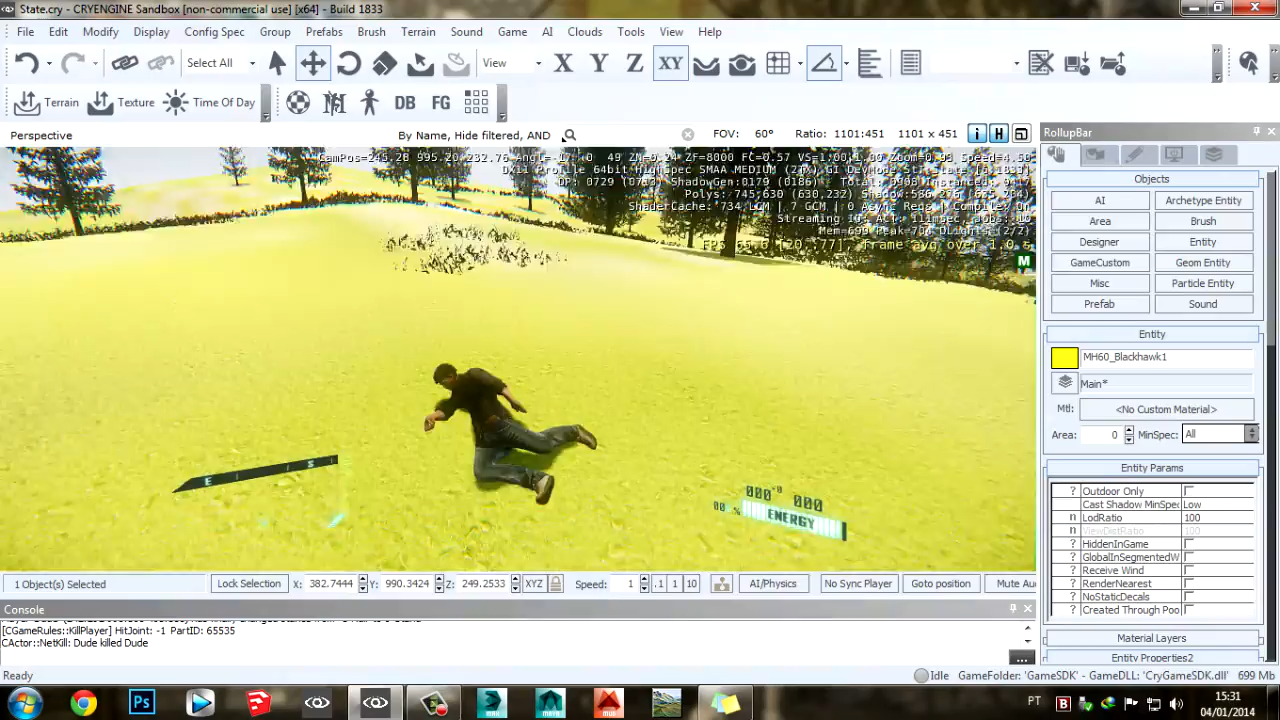 State.cry - CRYENGINE Sandbox [non-commercial use] [x64] - Build 1833
File Edit Modify Display Config Spec Group Prefabs Brush Terrain Sound Game AI Clouds Tools View Help
Select All View X Y Z XY
Terrain Texture Time Of Day DB FG
Perspective By Name, Hide filtered, AND FOV: 60° Ratio: 1101:451 1101 x 451
RollupBar
Objects
AI Archetype Entity
Area Brush
Designer Entity
GameCustom Geom Entity
Misc Particle Entity
Prefab Sound
Entity
MH60_Blackhawk1
Main*
Mtl: <No Custom Material>
Area: 0 MinSpec: All
Entity Params
? Outdoor Only
? Cast Shadow MinSpec Low
n LodRatio 100
n ViewDistRatio 100
? HiddenInGame
? GlobalInSegmentedW
? Receive Wind
? RenderNearest
? NoStaticDecals
? Created Through Poo
Material Layers
Entity Properties2
M
E S
000 000
ENERGY
1 Object(s) Selected Lock Selection X: 382.7444 Y: 990.3424 Z: 249.2533 XYZ Speed: 1 .1 1 10 AI/Physics No Sync Player Goto position Mute Au
Console
[CGameRules::KillPlayer] HitJoint: -1 PartID: 65535
CActor::NetKill: Dude killed Dude
...
Ready Idle GameFolder: 'GameSDK' - GameDLL: 'CryGameSDK.dll' 699 Mb
Ps PT 15:31
04/01/2014